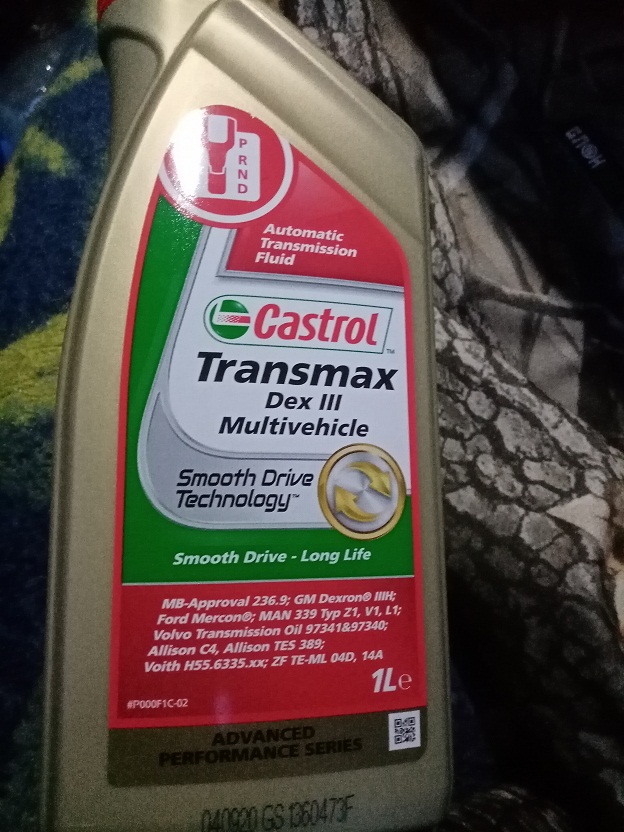 P
R
N
D
Automatic
Transmission
Fluid
Castrol™
Transmax
Dex III
Multivehicle
Smooth Drive
Technology™
Smooth Drive - Long Life
MB-Approval 236.9; GM Dexron® IIIH;
Ford Mercon®; MAN 339 Typ Z1, V1, L1;
Volvo Transmission Oil 97341&97340;
Allison C4, Allison TES 389;
Voith H55.6335.xx; ZF TE-ML 04D, 14A
1L℮
#P000F1C-02
ADVANCED
PERFORMANCE SERIES
040920 GS 1360473F